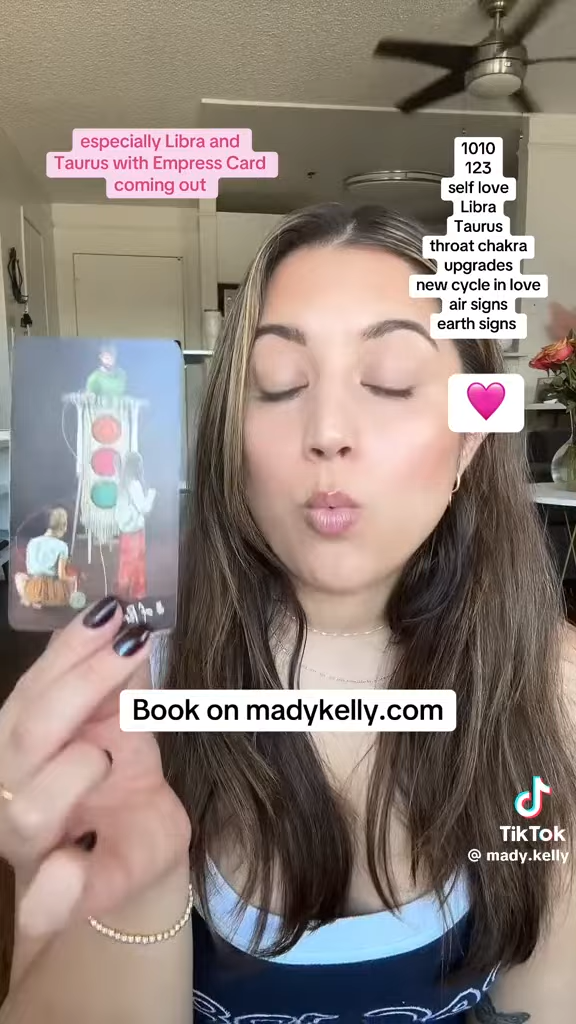 especially Libra and
Taurus with Empress Card
coming out
1010
123
self love
Libra
Taurus
throat chakra
upgrades
new cycle in love
air signs
earth signs
Book on madykelly.com
TikTok
@ mady.kelly